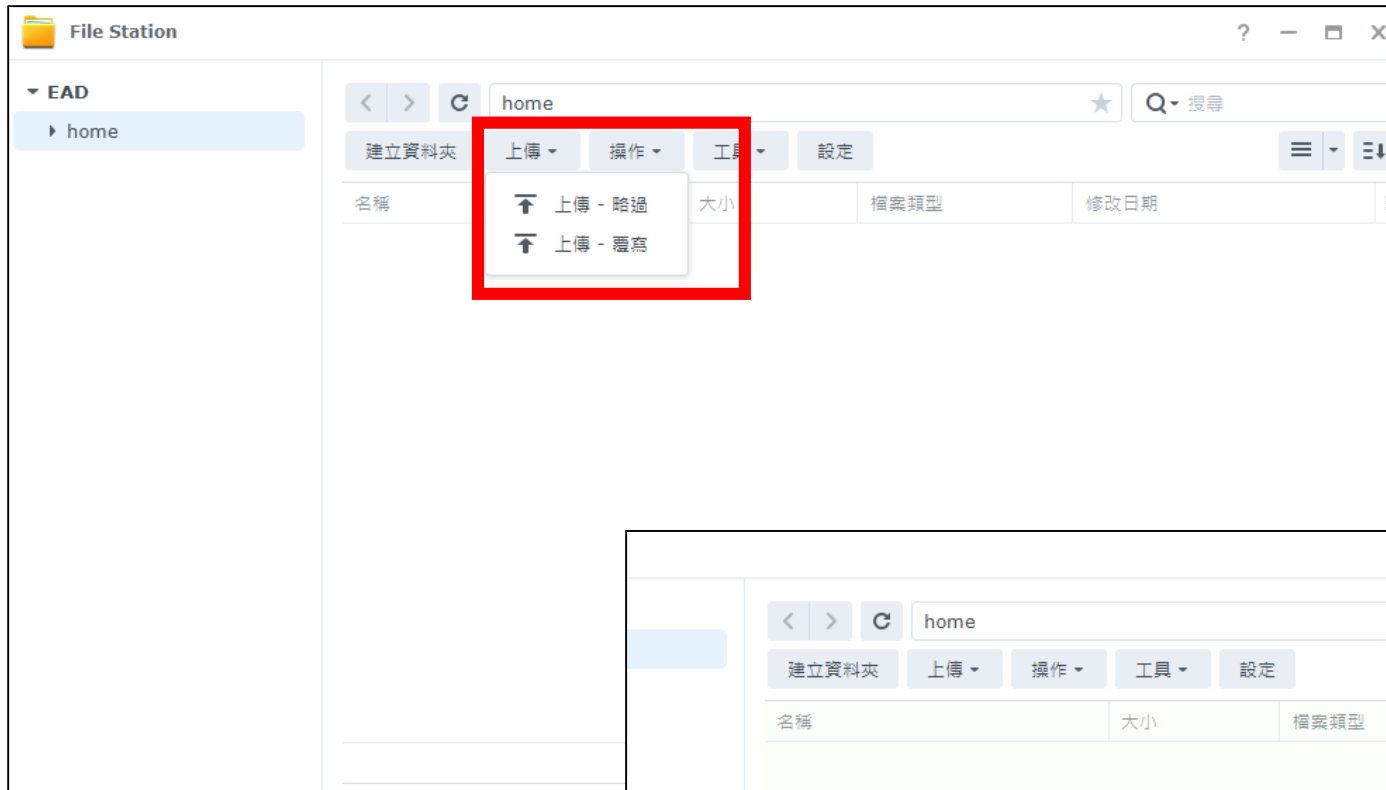 File Station
EAD
home
home
搜尋
建立資料夾 上傳 操作 工具 設定
名稱 大小 檔案類型 修改日期
上傳 - 略過
上傳 - 覆寫
home
建立資料夾 上傳 操作 工具 設定
名稱 大小 檔案類型